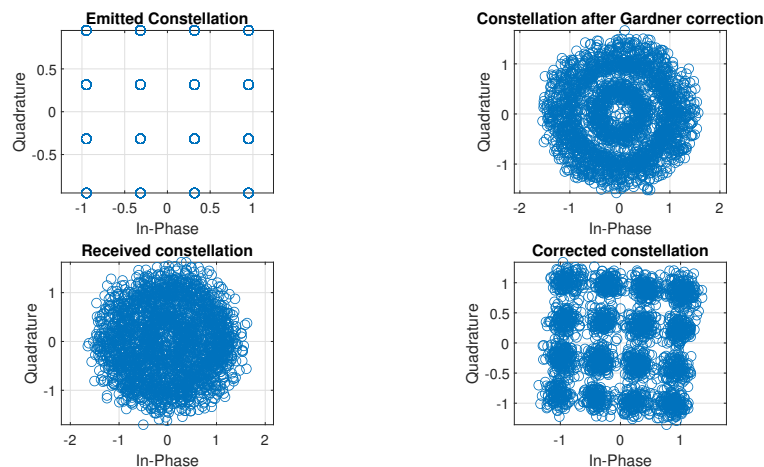 Emitted Constellation
Quadrature
0.5
0
-0.5
-1
-0.5
0
0.5
1
In-Phase
Constellation after Gardner correction
Quadrature
1
0
-1
-2
-1
0
1
2
In-Phase
Received constellation
Quadrature
1
0
-1
-2
-1
0
1
2
In-Phase
Corrected constellation
Quadrature
1
0.5
0
-0.5
-1
-1
0
1
In-Phase